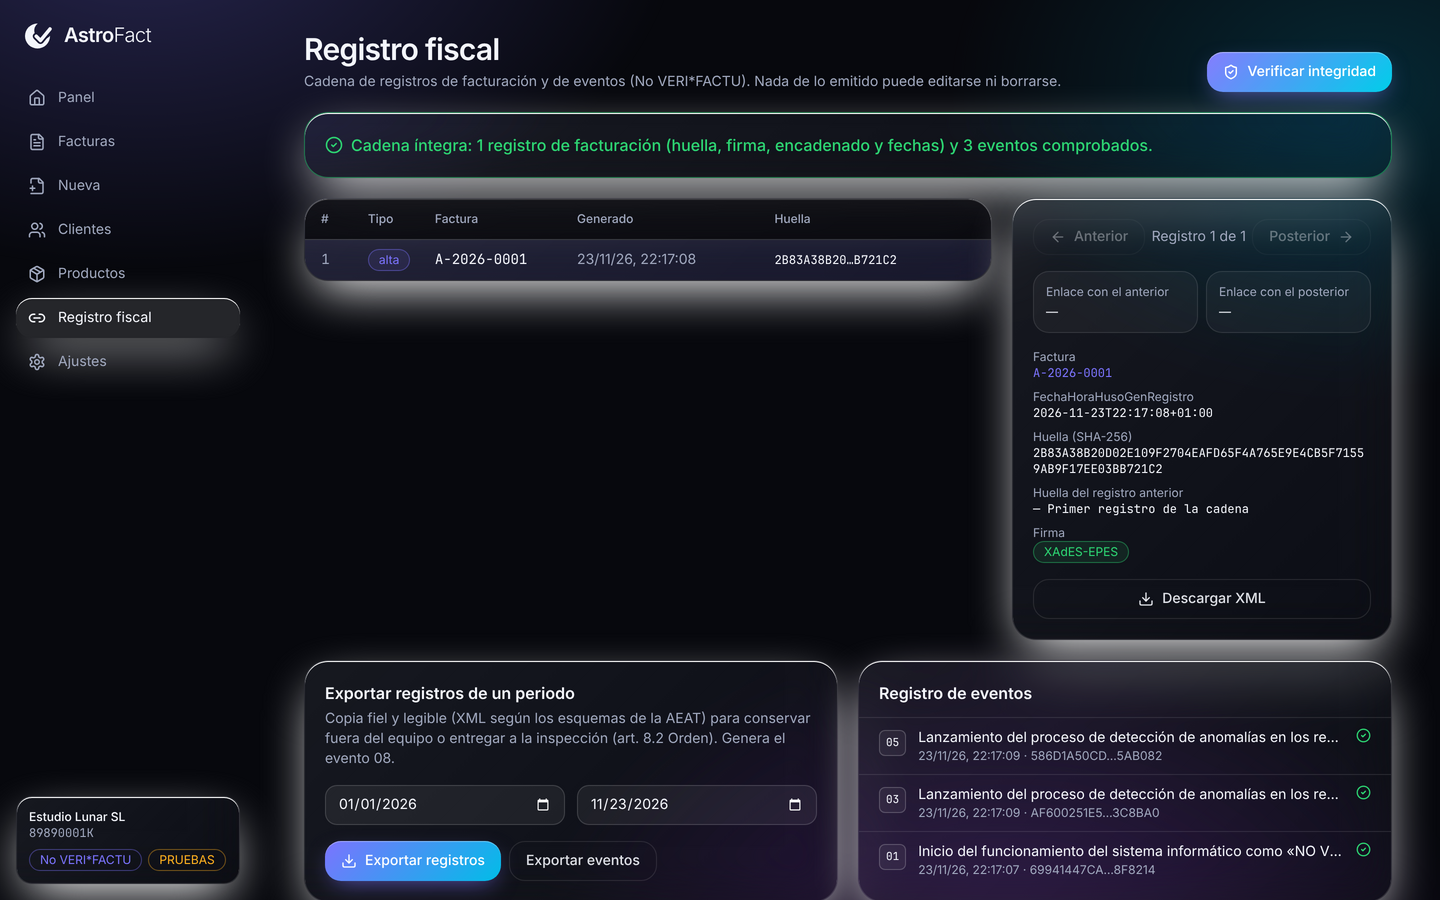 AstroFact
Panel
Facturas
Nueva
Clientes
Productos
Registro fiscal
Ajustes
Estudio Lunar SL
89890001K
No VERI*FACTU
PRUEBAS
Registro fiscal
Cadena de registros de facturación y de eventos (No VERI*FACTU). Nada de lo emitido puede editarse ni borrarse.
Verificar integridad
Cadena íntegra: 1 registro de facturación (huella, firma, encadenado y fechas) y 3 eventos comprobados.
# Tipo Factura Generado Huella
1 alta A-2026-0001 23/11/26, 22:17:08 2B83A38B20…B721C2
Anterior Registro 1 de 1 Posterior
Enlace con el anterior
—
Enlace con el posterior
—
Factura
A-2026-0001
FechaHoraHusoGenRegistro
2026-11-23T22:17:08+01:00
Huella (SHA-256)
2B83A38B20D02E109F2704EAFD65F4A765E9E4CB5F7155
9AB9F17EE03BB721C2
Huella del registro anterior
— Primer registro de la cadena
Firma
XAdES-EPES
Descargar XML
Exportar registros de un periodo
Copia fiel y legible (XML según los esquemas de la AEAT) para conservar
fuera del equipo o entregar a la inspección (art. 8.2 Orden). Genera el
evento 08.
01/01/2026 11/23/2026
Exportar registros Exportar eventos
Registro de eventos
05 Lanzamiento del proceso de detección de anomalías en los re...
23/11/26, 22:17:09 · 586D1A50CD…5AB082
03 Lanzamiento del proceso de detección de anomalías en los re...
23/11/26, 22:17:09 · AF600251E5…3C8BA0
01 Inicio del funcionamiento del sistema informático como «NO V...
23/11/26, 22:17:07 · 69941447CA…8F8214